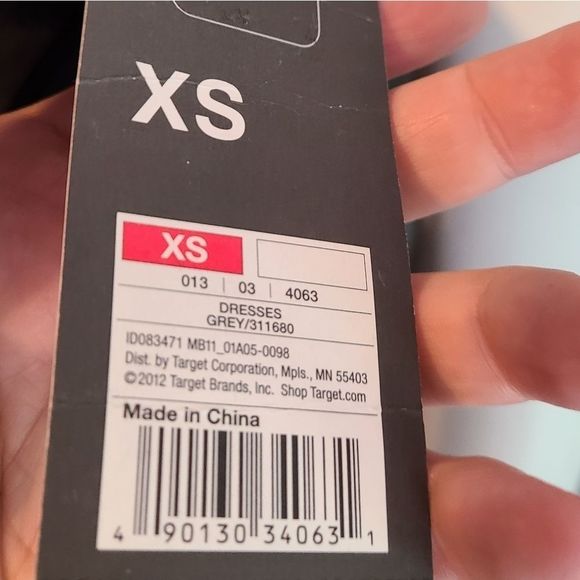 XS
XS
013 | 03 | 4063
DRESSES
GREY/311680
ID083471 MB11_01A05-0098
Dist. by Target Corporation, Mpls., MN 55403
©2012 Target Brands, Inc. Shop Target.com
Made in China
4 90130 34063 1